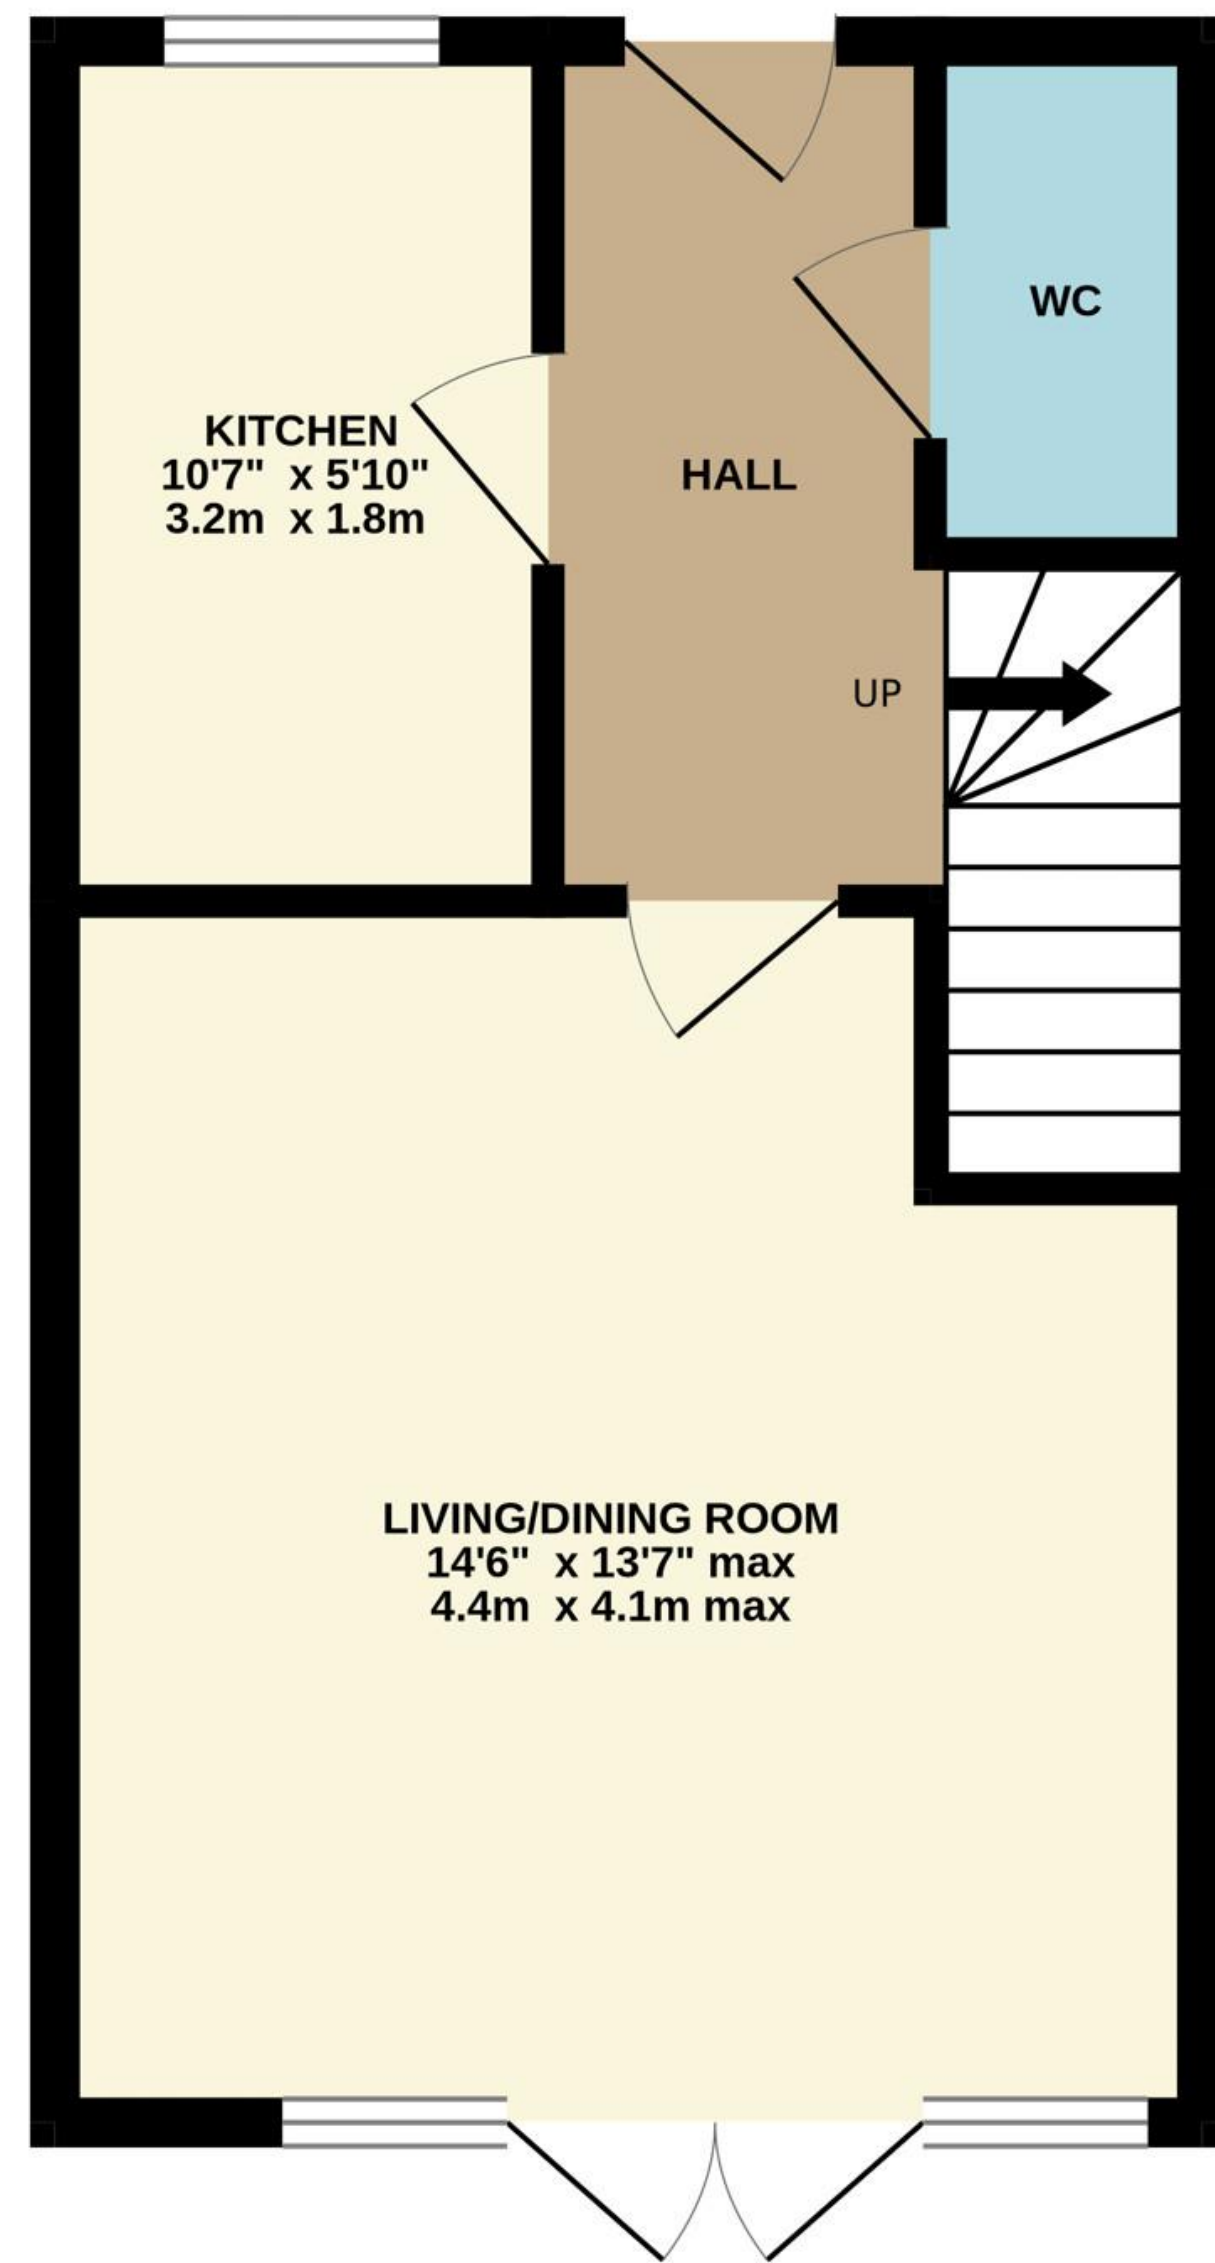 WC
KITCHEN
10'7" x 5'10"
3.2m x 1.8m
HALL
UP
LIVING/DINING ROOM
14'6" x 13'7" max
4.4m x 4.1m max